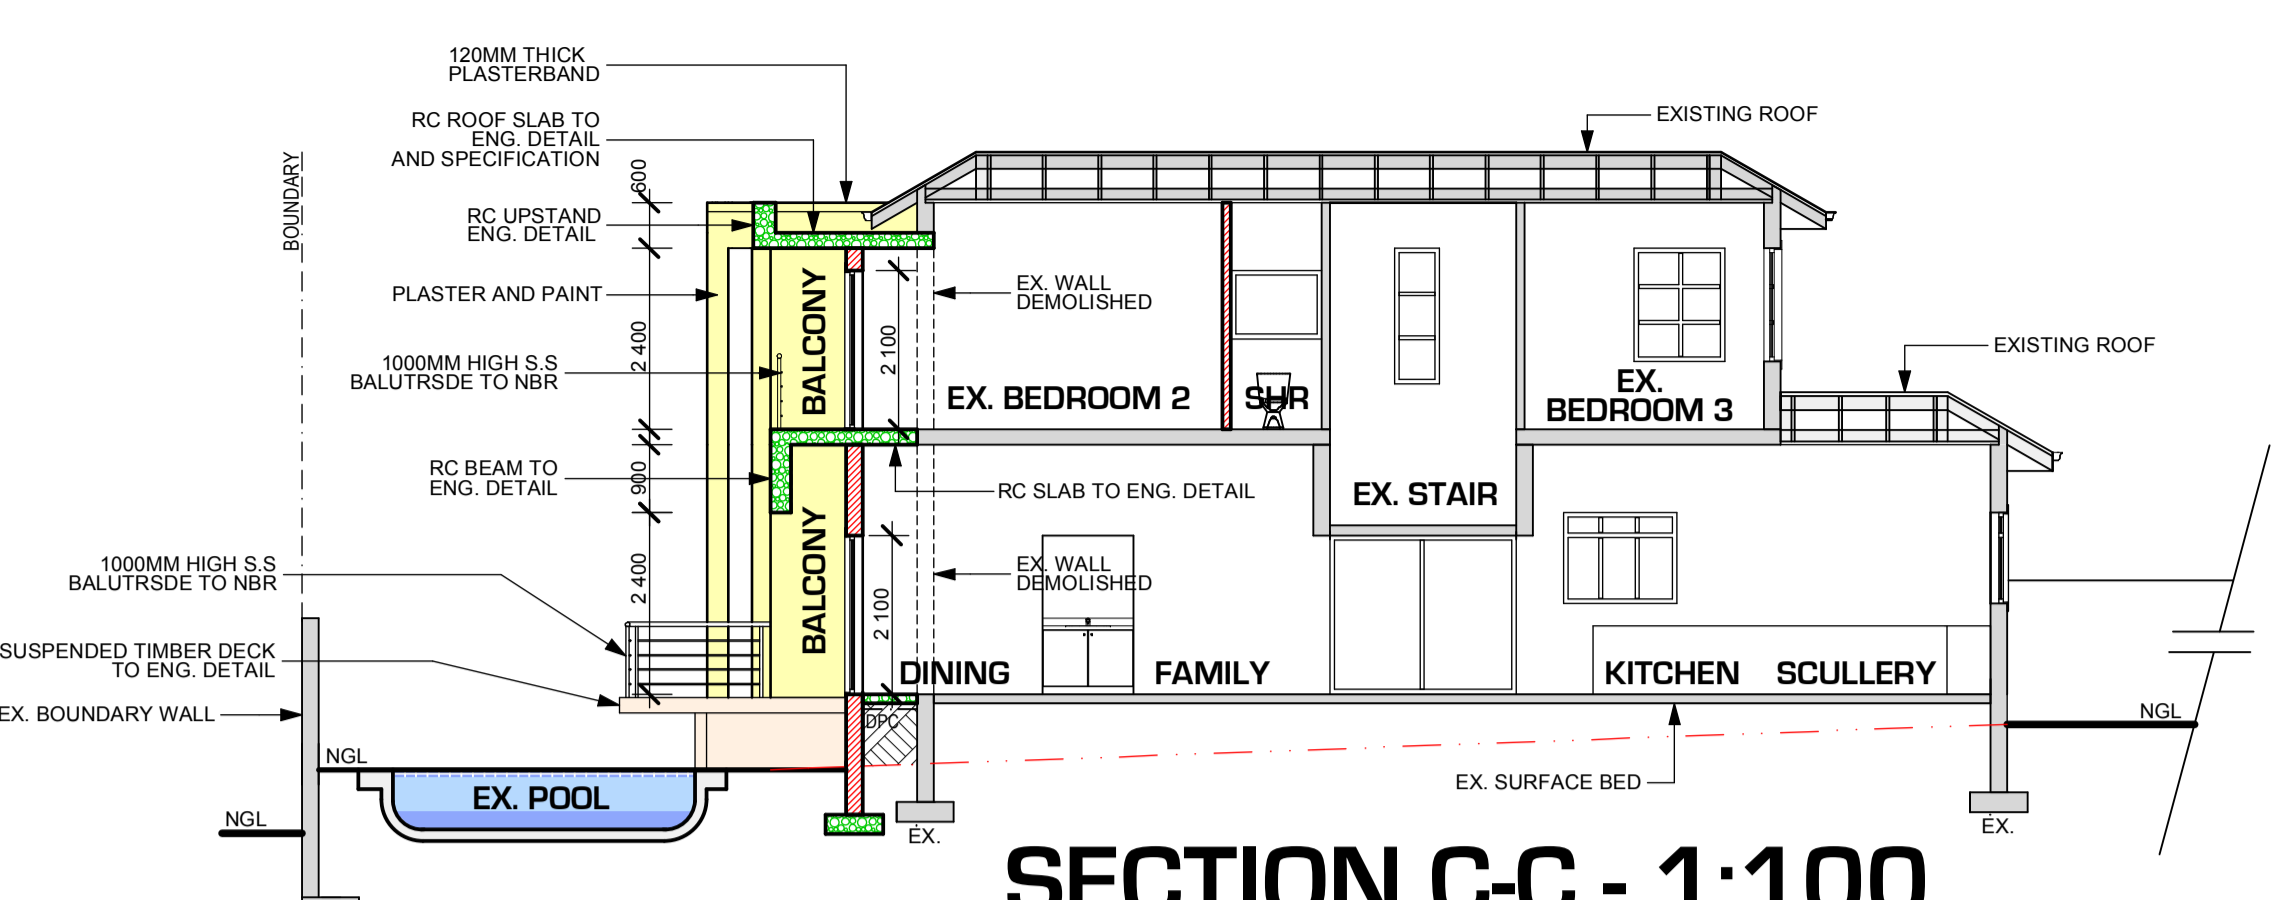 120MM THICK
PLASTERBAND
RC ROOF SLAB TO
ENG. DETAIL
AND SPECIFICATION
EXISTING ROOF
BOUNDARY
600
RC UPSTAND
ENG. DETAIL
PLASTER AND PAINT
BALCONY
EX. WALL
DEMOLISHED
2 400
2 100
1000MM HIGH S.S
BALUTRSDE TO NBR
EXISTING ROOF
EX. BEDROOM 2
SHR
EX.
BEDROOM 3
RC BEAM TO
ENG. DETAIL
900
RC SLAB TO ENG. DETAIL
EX. STAIR
BALCONY
1000MM HIGH S.S
BALUTRSDE TO NBR
2 400
2 100
EX. WALL
DEMOLISHED
SUSPENDED TIMBER DECK
TO ENG. DETAIL
DINING
FAMILY
KITCHEN
SCULLERY
EX. BOUNDARY WALL
DPC
NGL
NGL
EX. POOL
EX. SURFACE BED
NGL
EX.
EX.
SECTION C-C - 1:100